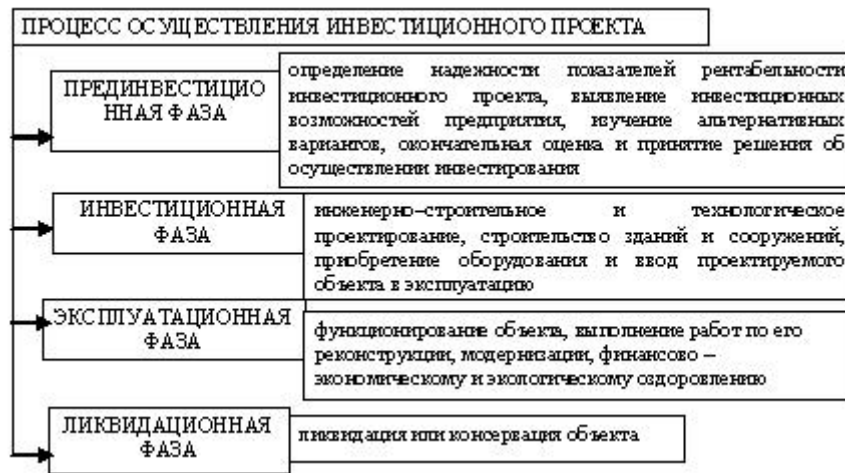 ПРОЦЕСС ОСУЩЕСТВЛЕНИЯ ИНВЕСТИЦИОННОГО ПРОЕКТА
ПРЕДИНВЕСТИЦИО
ННАЯ ФАЗА
определение надежности показателей рентабельности
инвестиционного проекта, выявление инвестиционных
возможностей предприятия, изучение альтернативных
вариантов, окончательная оценка и принятие решения об
осуществлении инвестирования
ИНВЕСТИЦИОННАЯ
ФАЗА
инженерно–строительное и технологическое
проектирование, строительство зданий и сооружений,
приобретение оборудования и ввод проектируемого
объекта в эксплуатацию
ЭКСПЛУАТАЦИОННАЯ
ФАЗА
функционирование объекта, выполнение работ по его
реконструкции, модернизации, финансово –
экономическому и экологическому оздоровлению
ЛИКВИДАЦИОННАЯ
ФАЗА
ликвидация или консервация объекта